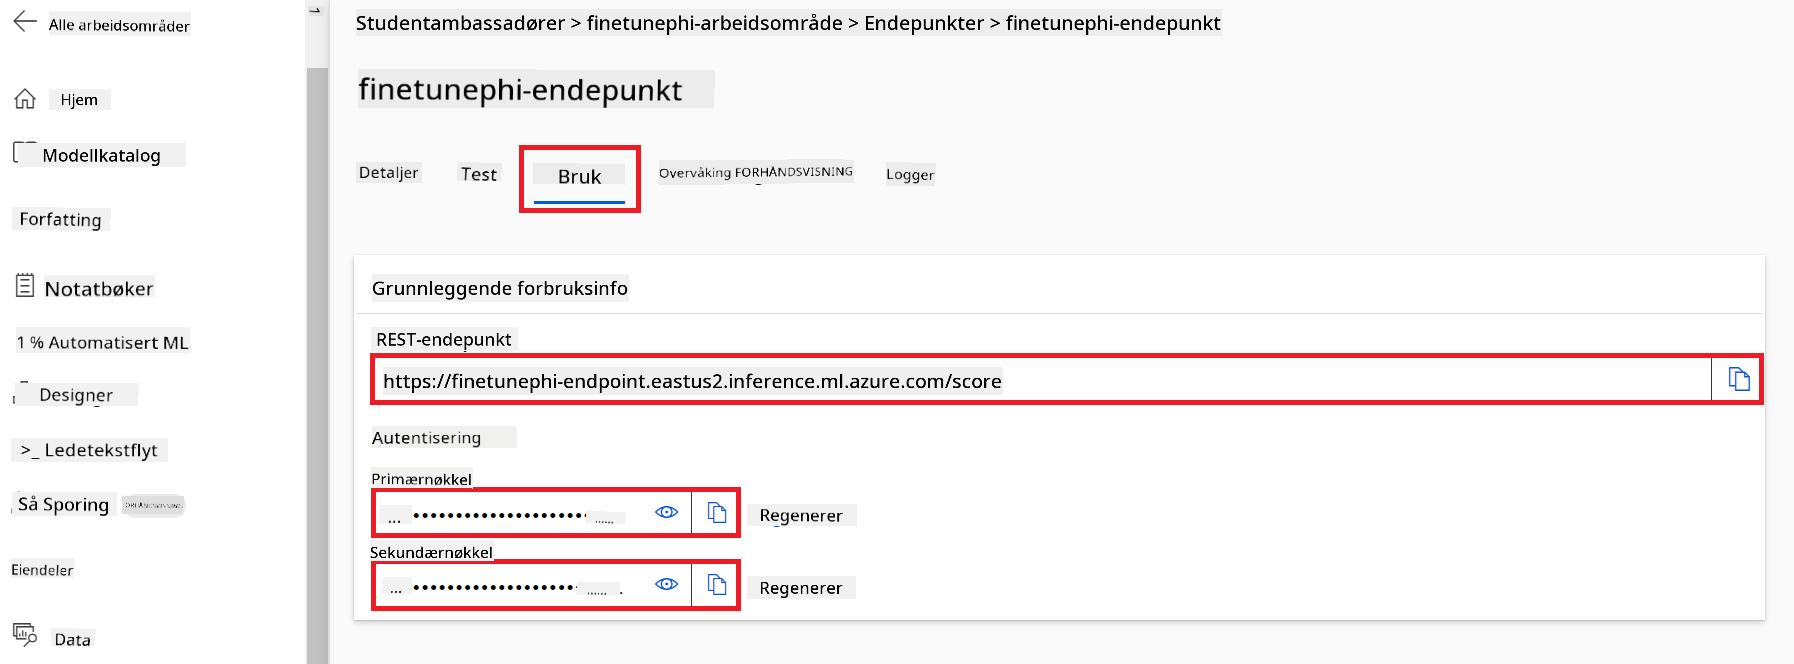 Alle arbeidsområder
Hjem
Modellkatalog
Forfatting
Notatbøker
1 % Automatisert ML
Designer
>_ Ledetekstflyt
Så Sporing
Eiendeler
Data
Studentambassadører > finetunephi-arbeidsområde > Endepunkter > finetunephi-endepunkt
finetunephi-endepunkt
Detaljer Test Bruk Overvåking FORHÅNDSVISNING Logger
Grunnleggende forbruksinfo
REST-endepunkt
https://finetunephi-endpoint.eastus2.inference.ml.azure.com/score
Autentisering
Primærnøkkel
Regenerer
Sekundærnøkkel
Regenerer